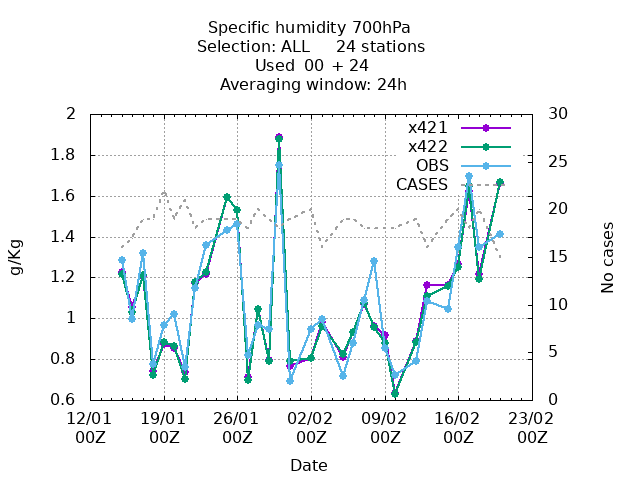 Specific humidity 700hPa
Selection: ALL     24 stations
Used  00  + 24
Averaging window: 24h
2 30
x421
x422
OBS
CASES
1.8 25
1.6 20
1.4 15
1.2 10
1
0.8 5
0.6 0
g/Kg
No cases
12/01 19/01 26/01 02/02 09/02 16/02 23/02
00Z 00Z 00Z 00Z 00Z 00Z 00Z
Date